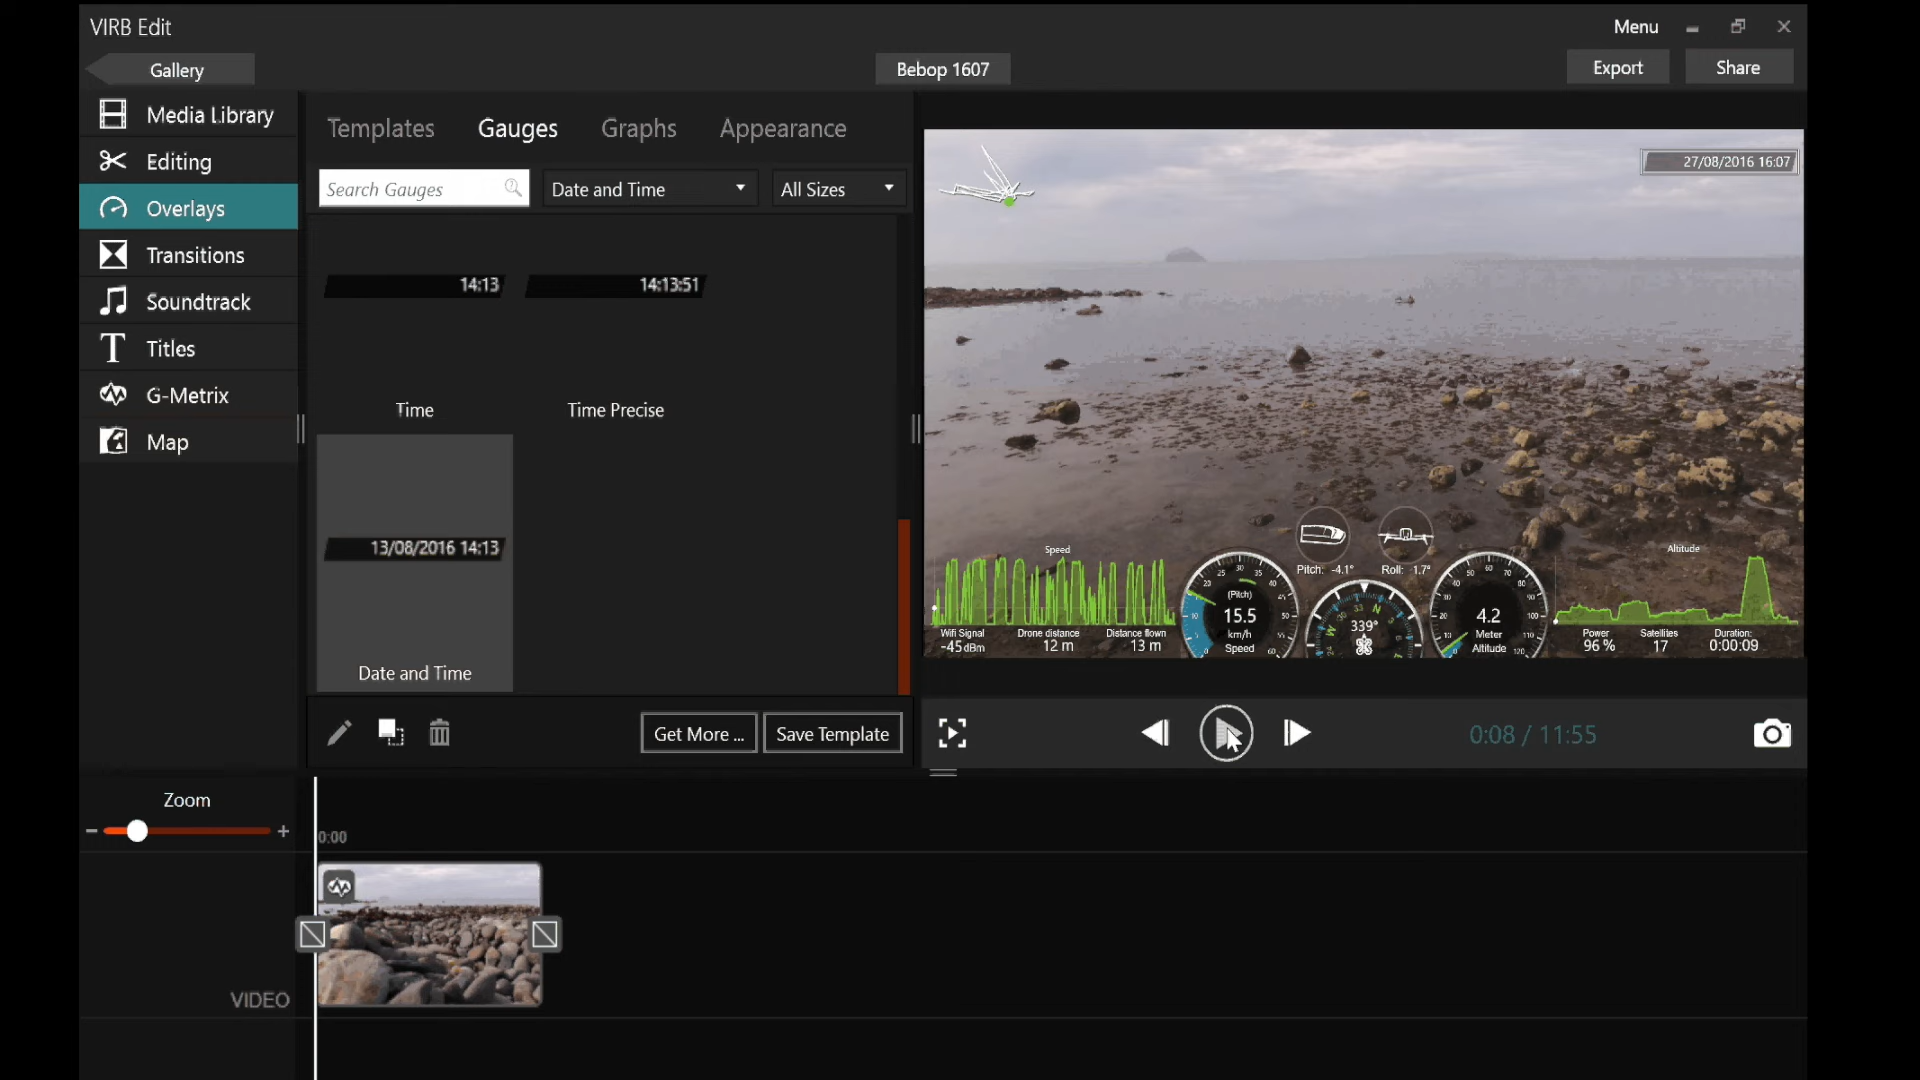 VIRB Edit
Menu
Gallery
Bebop 1607
Export
Share
Media Library
Editing
Overlays
Transitions
Soundtrack
Titles
G-Metrix
Map
Templates
Gauges
Graphs
Appearance
Search Gauges
Date and Time
All Sizes
14:13
14:13:51
Time
Time Precise
13/08/2016 14:13
Date and Time
Get More ...
Save Template
27/08/2016 16:07
Speed
Wifi Signal
-45 dBm
Drone distance
12 m
Distance flown
13 m
(Pitch)
15.5
km/h
Speed
Pitch: -4.1°
Roll: 1.7°
339°
4.2
Meter
Altitude
Altitude
Power
96 %
Satellites
17
Duration:
0:00:09
0:08 / 11:55
Zoom
0:00
VIDEO